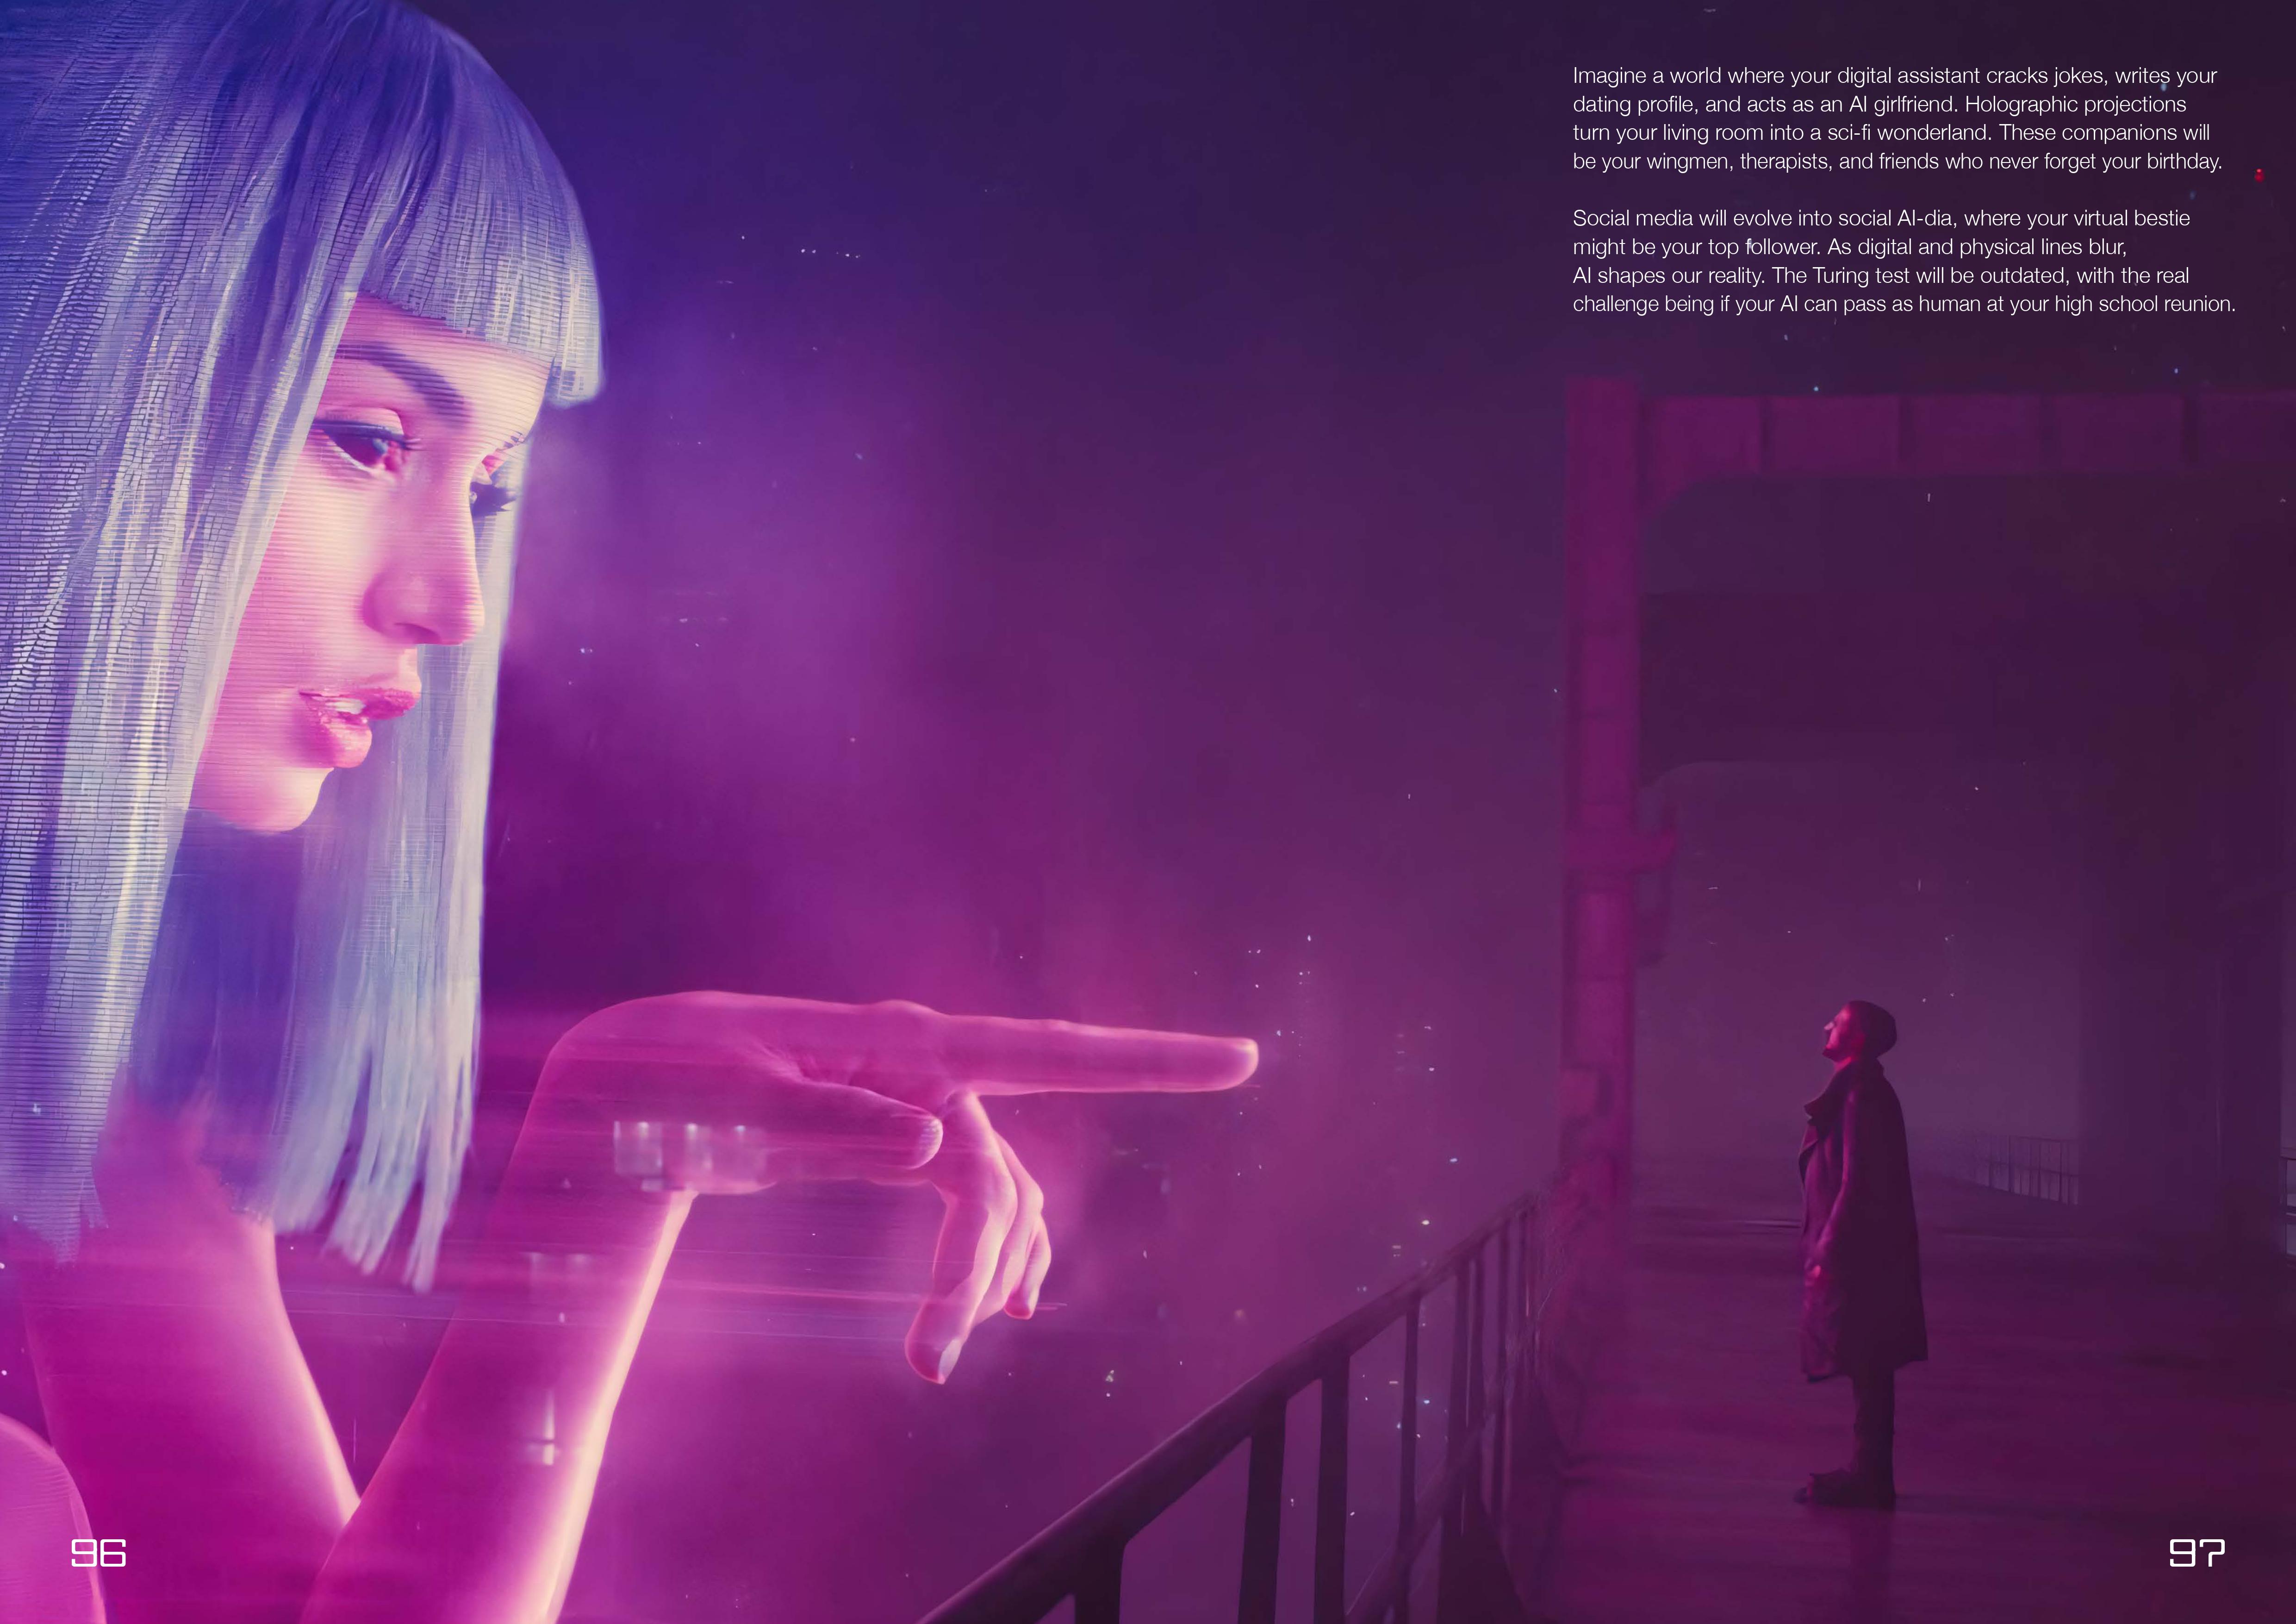 Imagine a world where your digital assistant cracks jokes, writes your
dating profile, and acts as an AI girlfriend. Holographic projections
turn your living room into a sci-fi wonderland. These companions will
be your wingmen, therapists, and friends who never forget your birthday.
Social media will evolve into social AI-dia, where your virtual bestie
might be your top follower. As digital and physical lines blur,
AI shapes our reality. The Turing test will be outdated, with the real
challenge being if your AI can pass as human at your high school reunion.
96
97